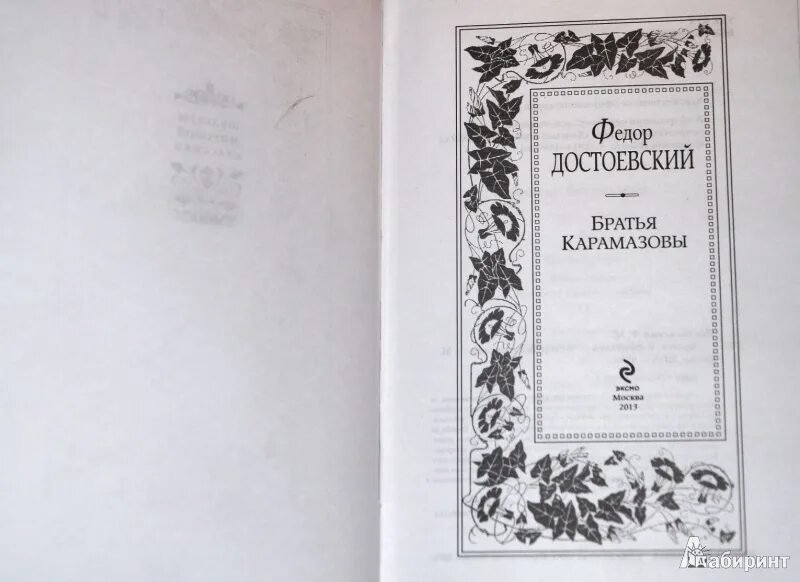 Федор
ДОСТОЕВСКИЙ
БРАТЬЯ
КАРАМАЗОВЫ
ЭКСМО
Москва
2013
Лабиринт